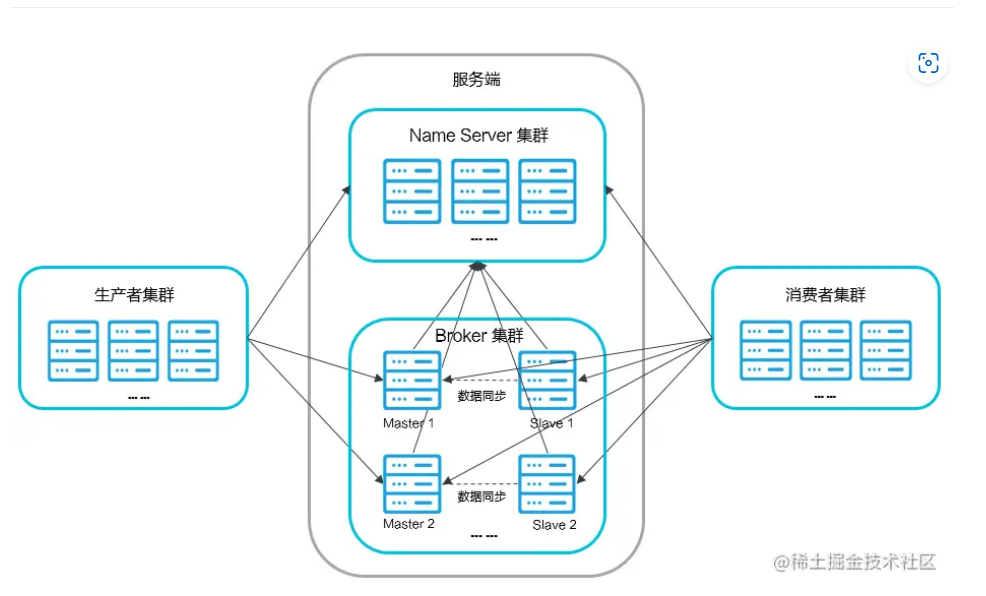 服务端
Name Server 集群
... ...
生产者集群
... ...
消费者集群
... ...
Broker 集群
数据同步
Master 1
Slave 1
数据同步
Master 2
Slave 2
... ...
@稀土掘金技术社区